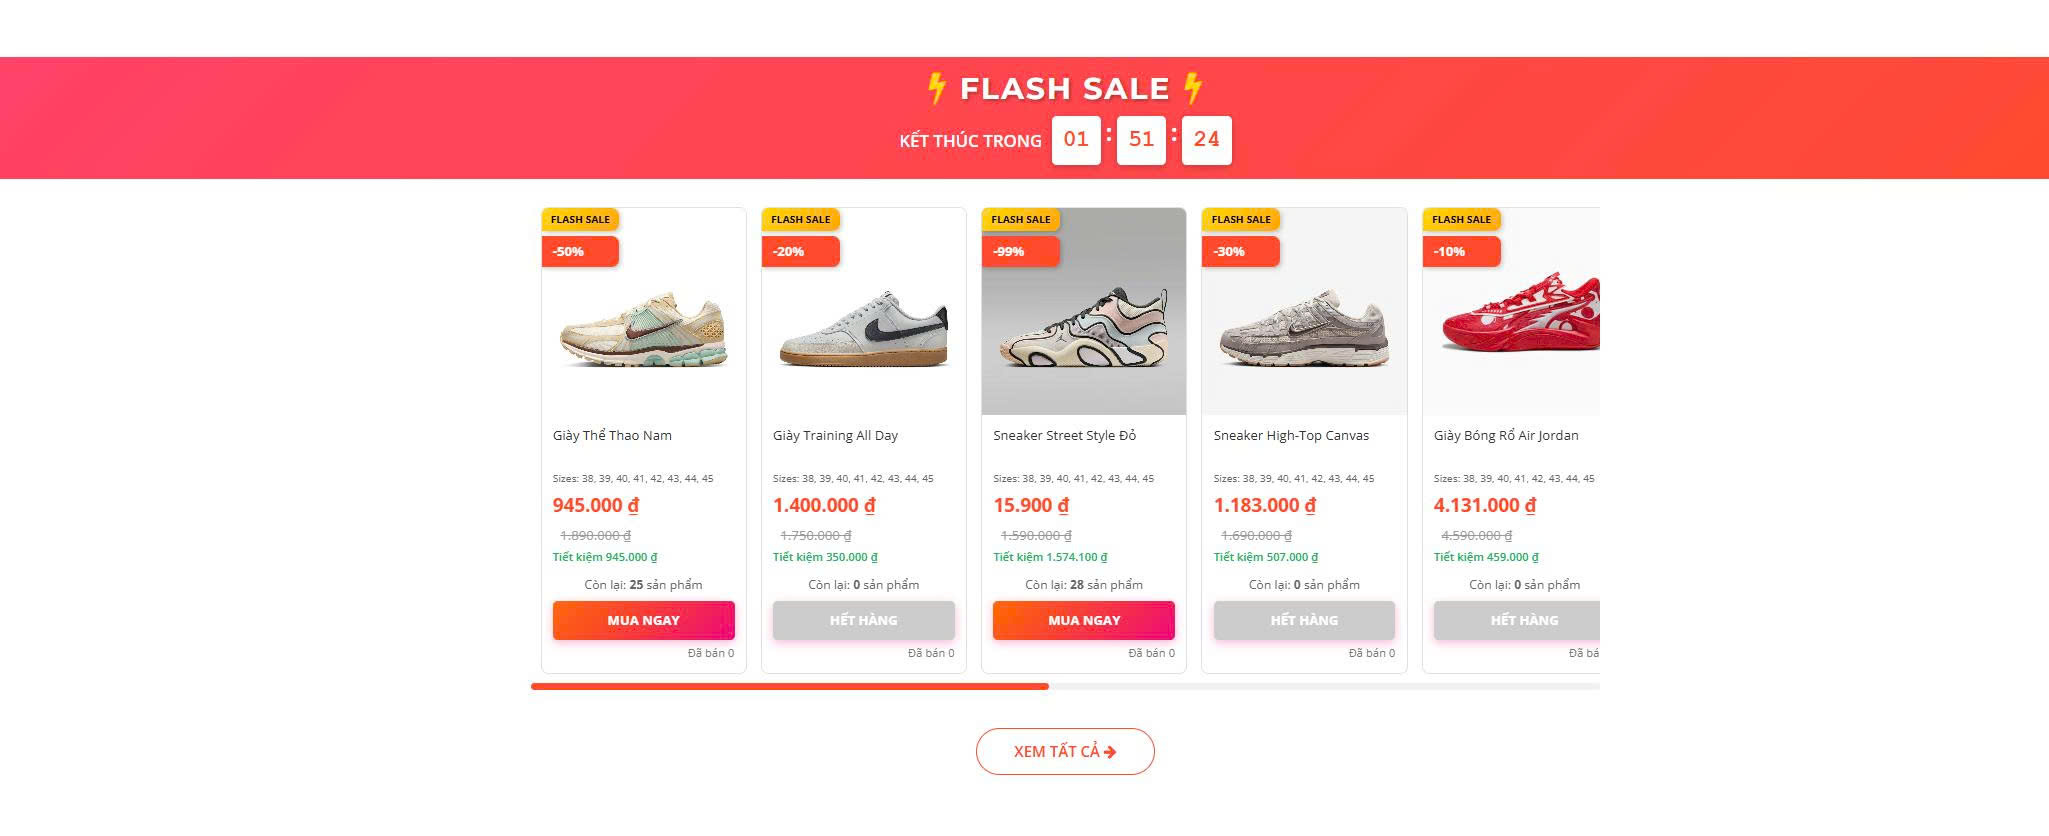 ⚡ FLASH SALE ⚡
KẾT THÚC TRONG 01 : 51 : 24
FLASH SALE
-50%
Giày Thể Thao Nam
Sizes: 38, 39, 40, 41, 42, 43, 44, 45
945.000 ₫
1.890.000 ₫
Tiết kiệm 945.000 ₫
Còn lại: 25 sản phẩm
MUA NGAY
Đã bán 0
FLASH SALE
-20%
Giày Training All Day
Sizes: 38, 39, 40, 41, 42, 43, 44, 45
1.400.000 ₫
1.750.000 ₫
Tiết kiệm 350.000 ₫
Còn lại: 0 sản phẩm
HẾT HÀNG
Đã bán 0
FLASH SALE
-99%
Sneaker Street Style Đỏ
Sizes: 38, 39, 40, 41, 42, 43, 44, 45
15.900 ₫
1.590.000 ₫
Tiết kiệm 1.574.100 ₫
Còn lại: 28 sản phẩm
MUA NGAY
Đã bán 0
FLASH SALE
-30%
Sneaker High-Top Canvas
Sizes: 38, 39, 40, 41, 42, 43, 44, 45
1.183.000 ₫
1.690.000 ₫
Tiết kiệm 507.000 ₫
Còn lại: 0 sản phẩm
HẾT HÀNG
Đã bán 0
FLASH SALE
-10%
Giày Bóng Rổ Air Jordan
Sizes: 38, 39, 40, 41, 42, 43, 44, 45
4.131.000 ₫
4.590.000 ₫
Tiết kiệm 459.000 ₫
Còn lại: 0 sản phẩm
HẾT HÀNG
Đã bá
XEM TẤT CẢ →